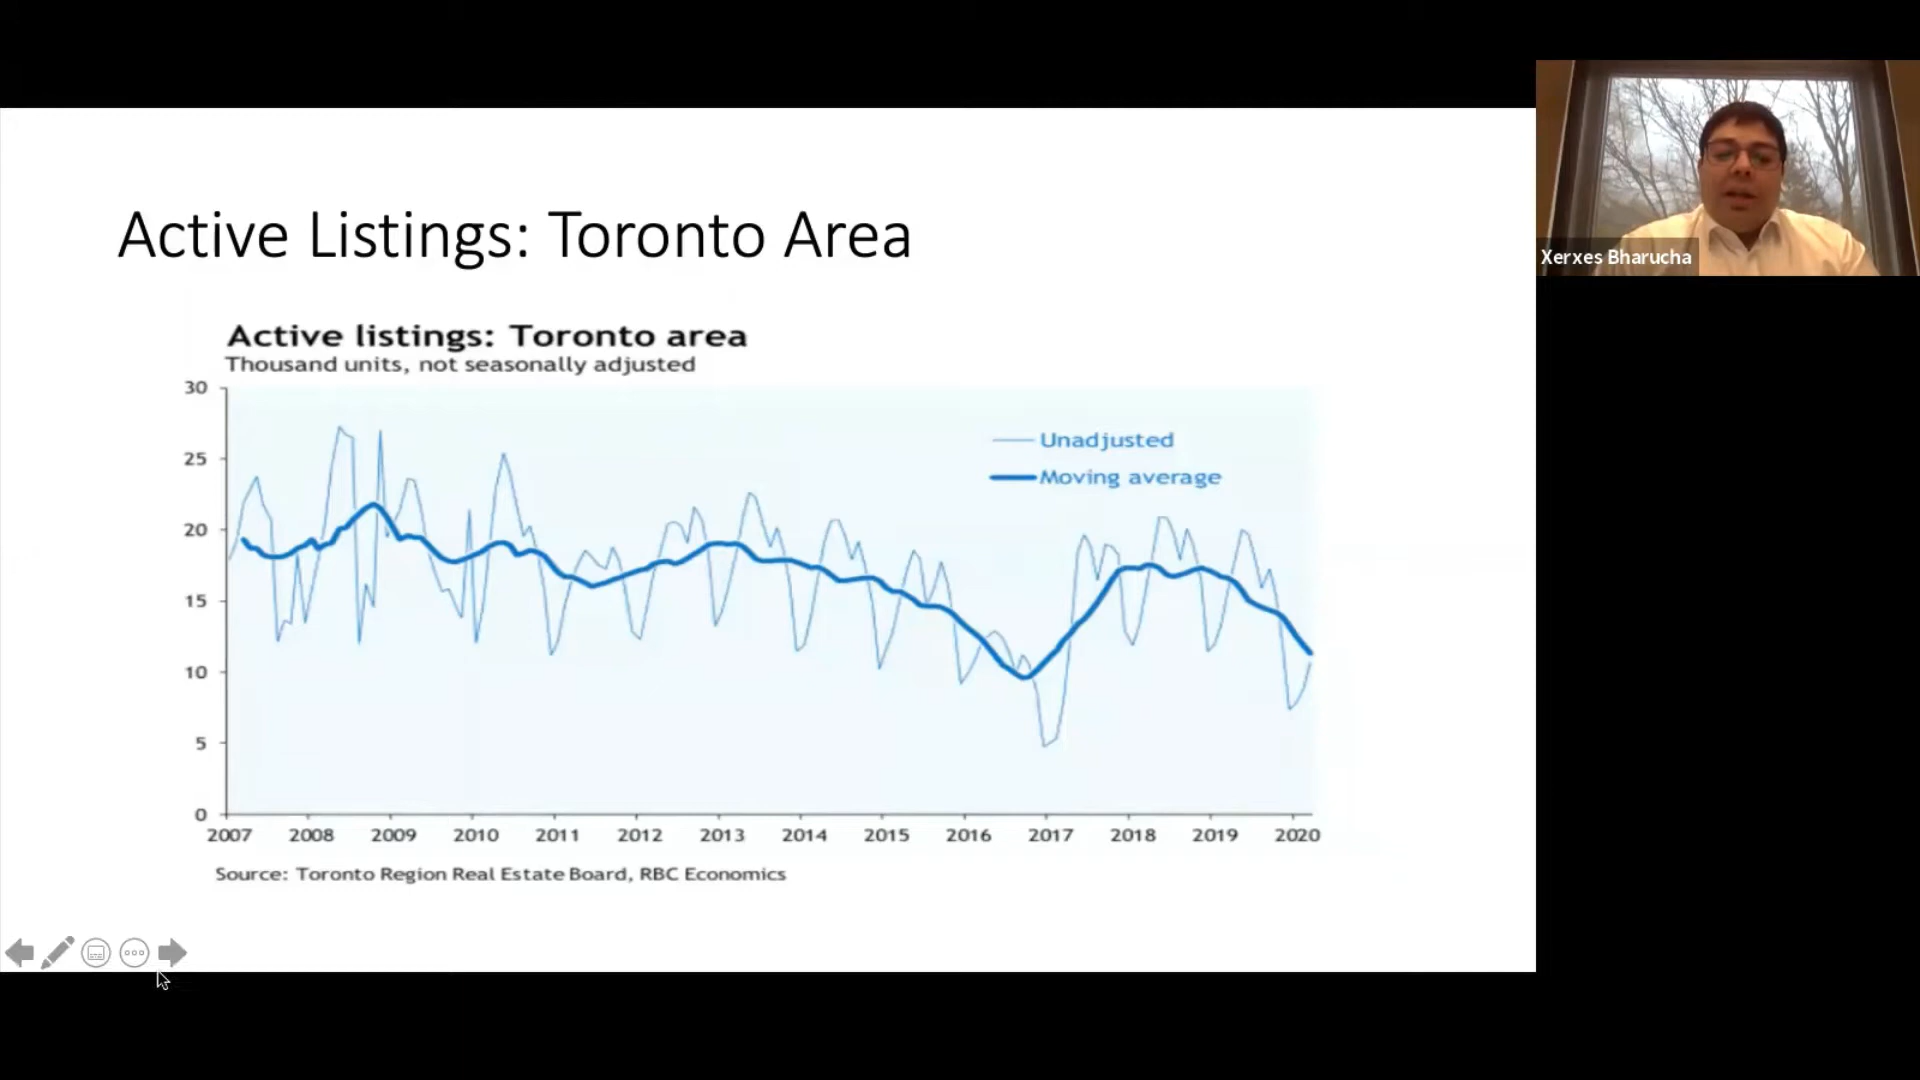 Active Listings: Toronto Area
Xerxes Bharucha
Active listings: Toronto area
Thousand units, not seasonally adjusted
30
25
20
15
10
5
0
Unadjusted
Moving average
2007 2008 2009 2010 2011 2012 2013 2014 2015 2016 2017 2018 2019 2020
Source: Toronto Region Real Estate Board, RBC Economics